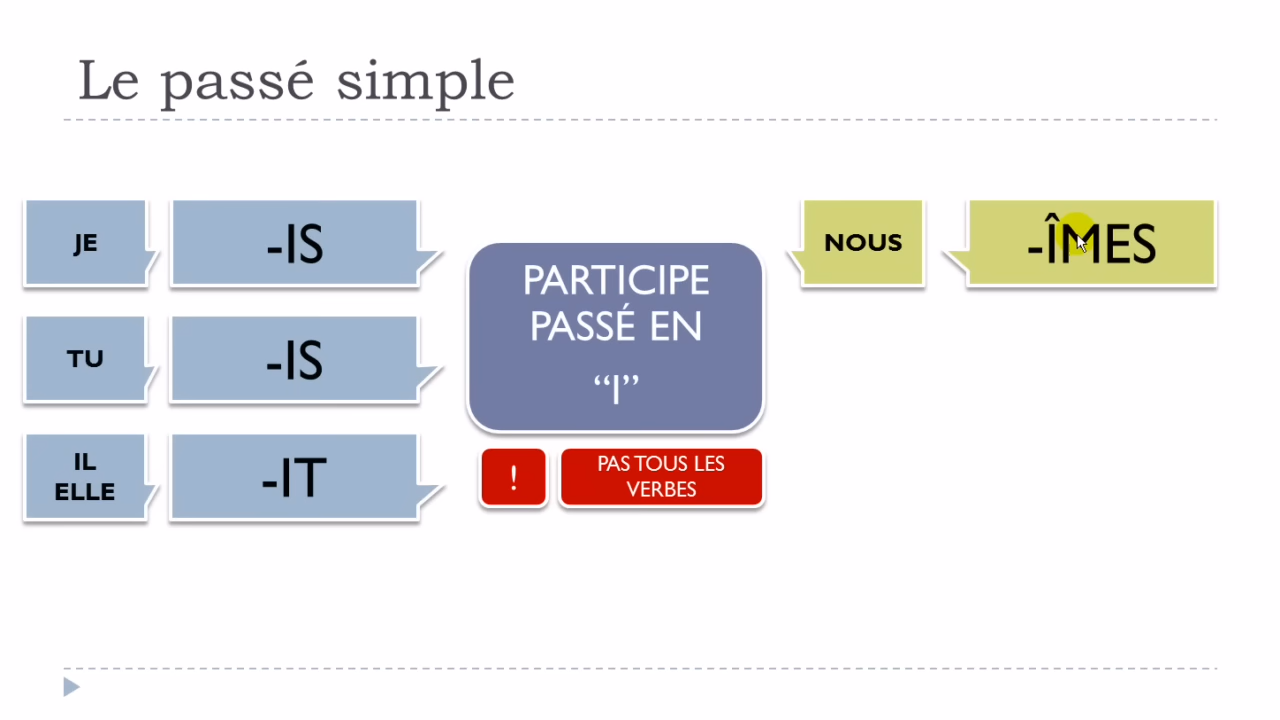 Le passé simple
JE
-IS
TU
-IS
IL
ELLE
-IT
PARTICIPE
PASSÉ EN
“I”
!
PAS TOUS LES
VERBES
NOUS
-ÎMES